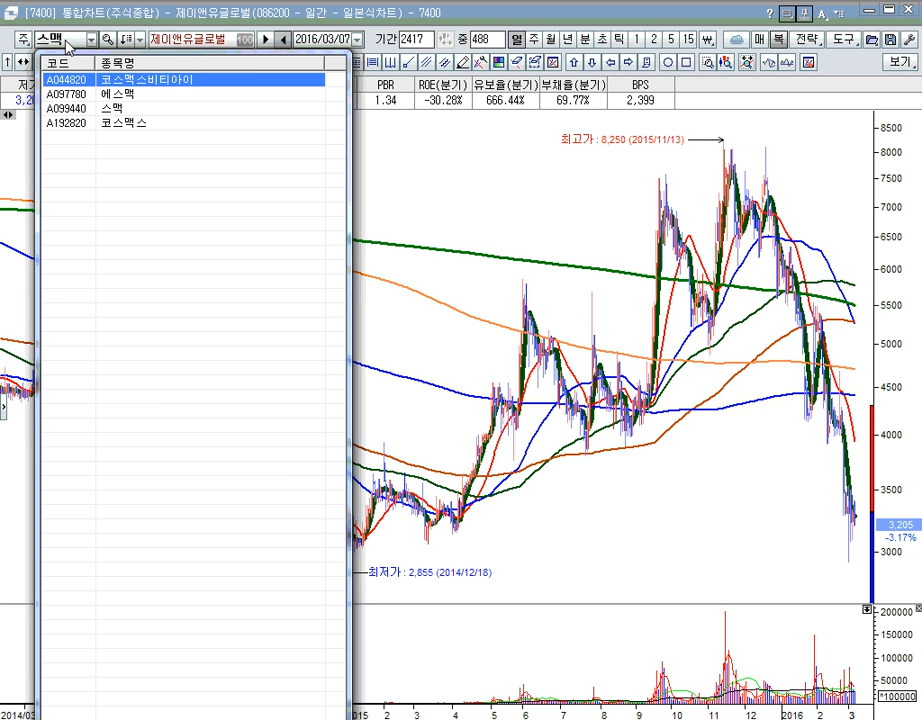 [7400] 통합차트(주식종합) - 제이앤유글로벌(086200 - 일간 - 일본식차트) - 7400
주 스맥 제이앤유글로벌 100 2016/03/07 기간 2417 중 488 일 주 월 년 분 초 틱 1 2 5 15 매 복 전략 도구
보기
코드 종목명
A044820 코스맥스비티아이
A097780 에스맥
A099440 스맥
A192820 코스맥스
PBR ROE(분기) 유보율(분기) 부채율(분기) BPS
1.34 -30.28% 666.44% 69.77% 2,399
최고가 : 8,250 (2015/11/13)
8500
8000
7500
7000
6500
6000
5500
5000
4500
4000
3500
3,205
-3.17%
3000
최저가 : 2,855 (2014/12/18)
200000
150000
100000
50000
*100000
2014/03 2015 2 3 4 5 6 7 8 9 10 11 12 2016 2 3